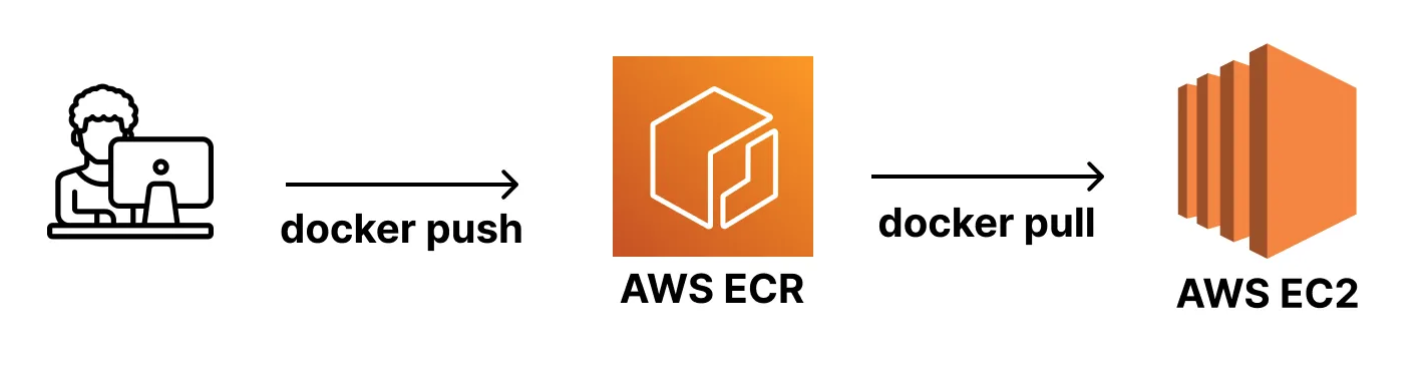 docker push
AWS ECR
docker pull
AWS EC2